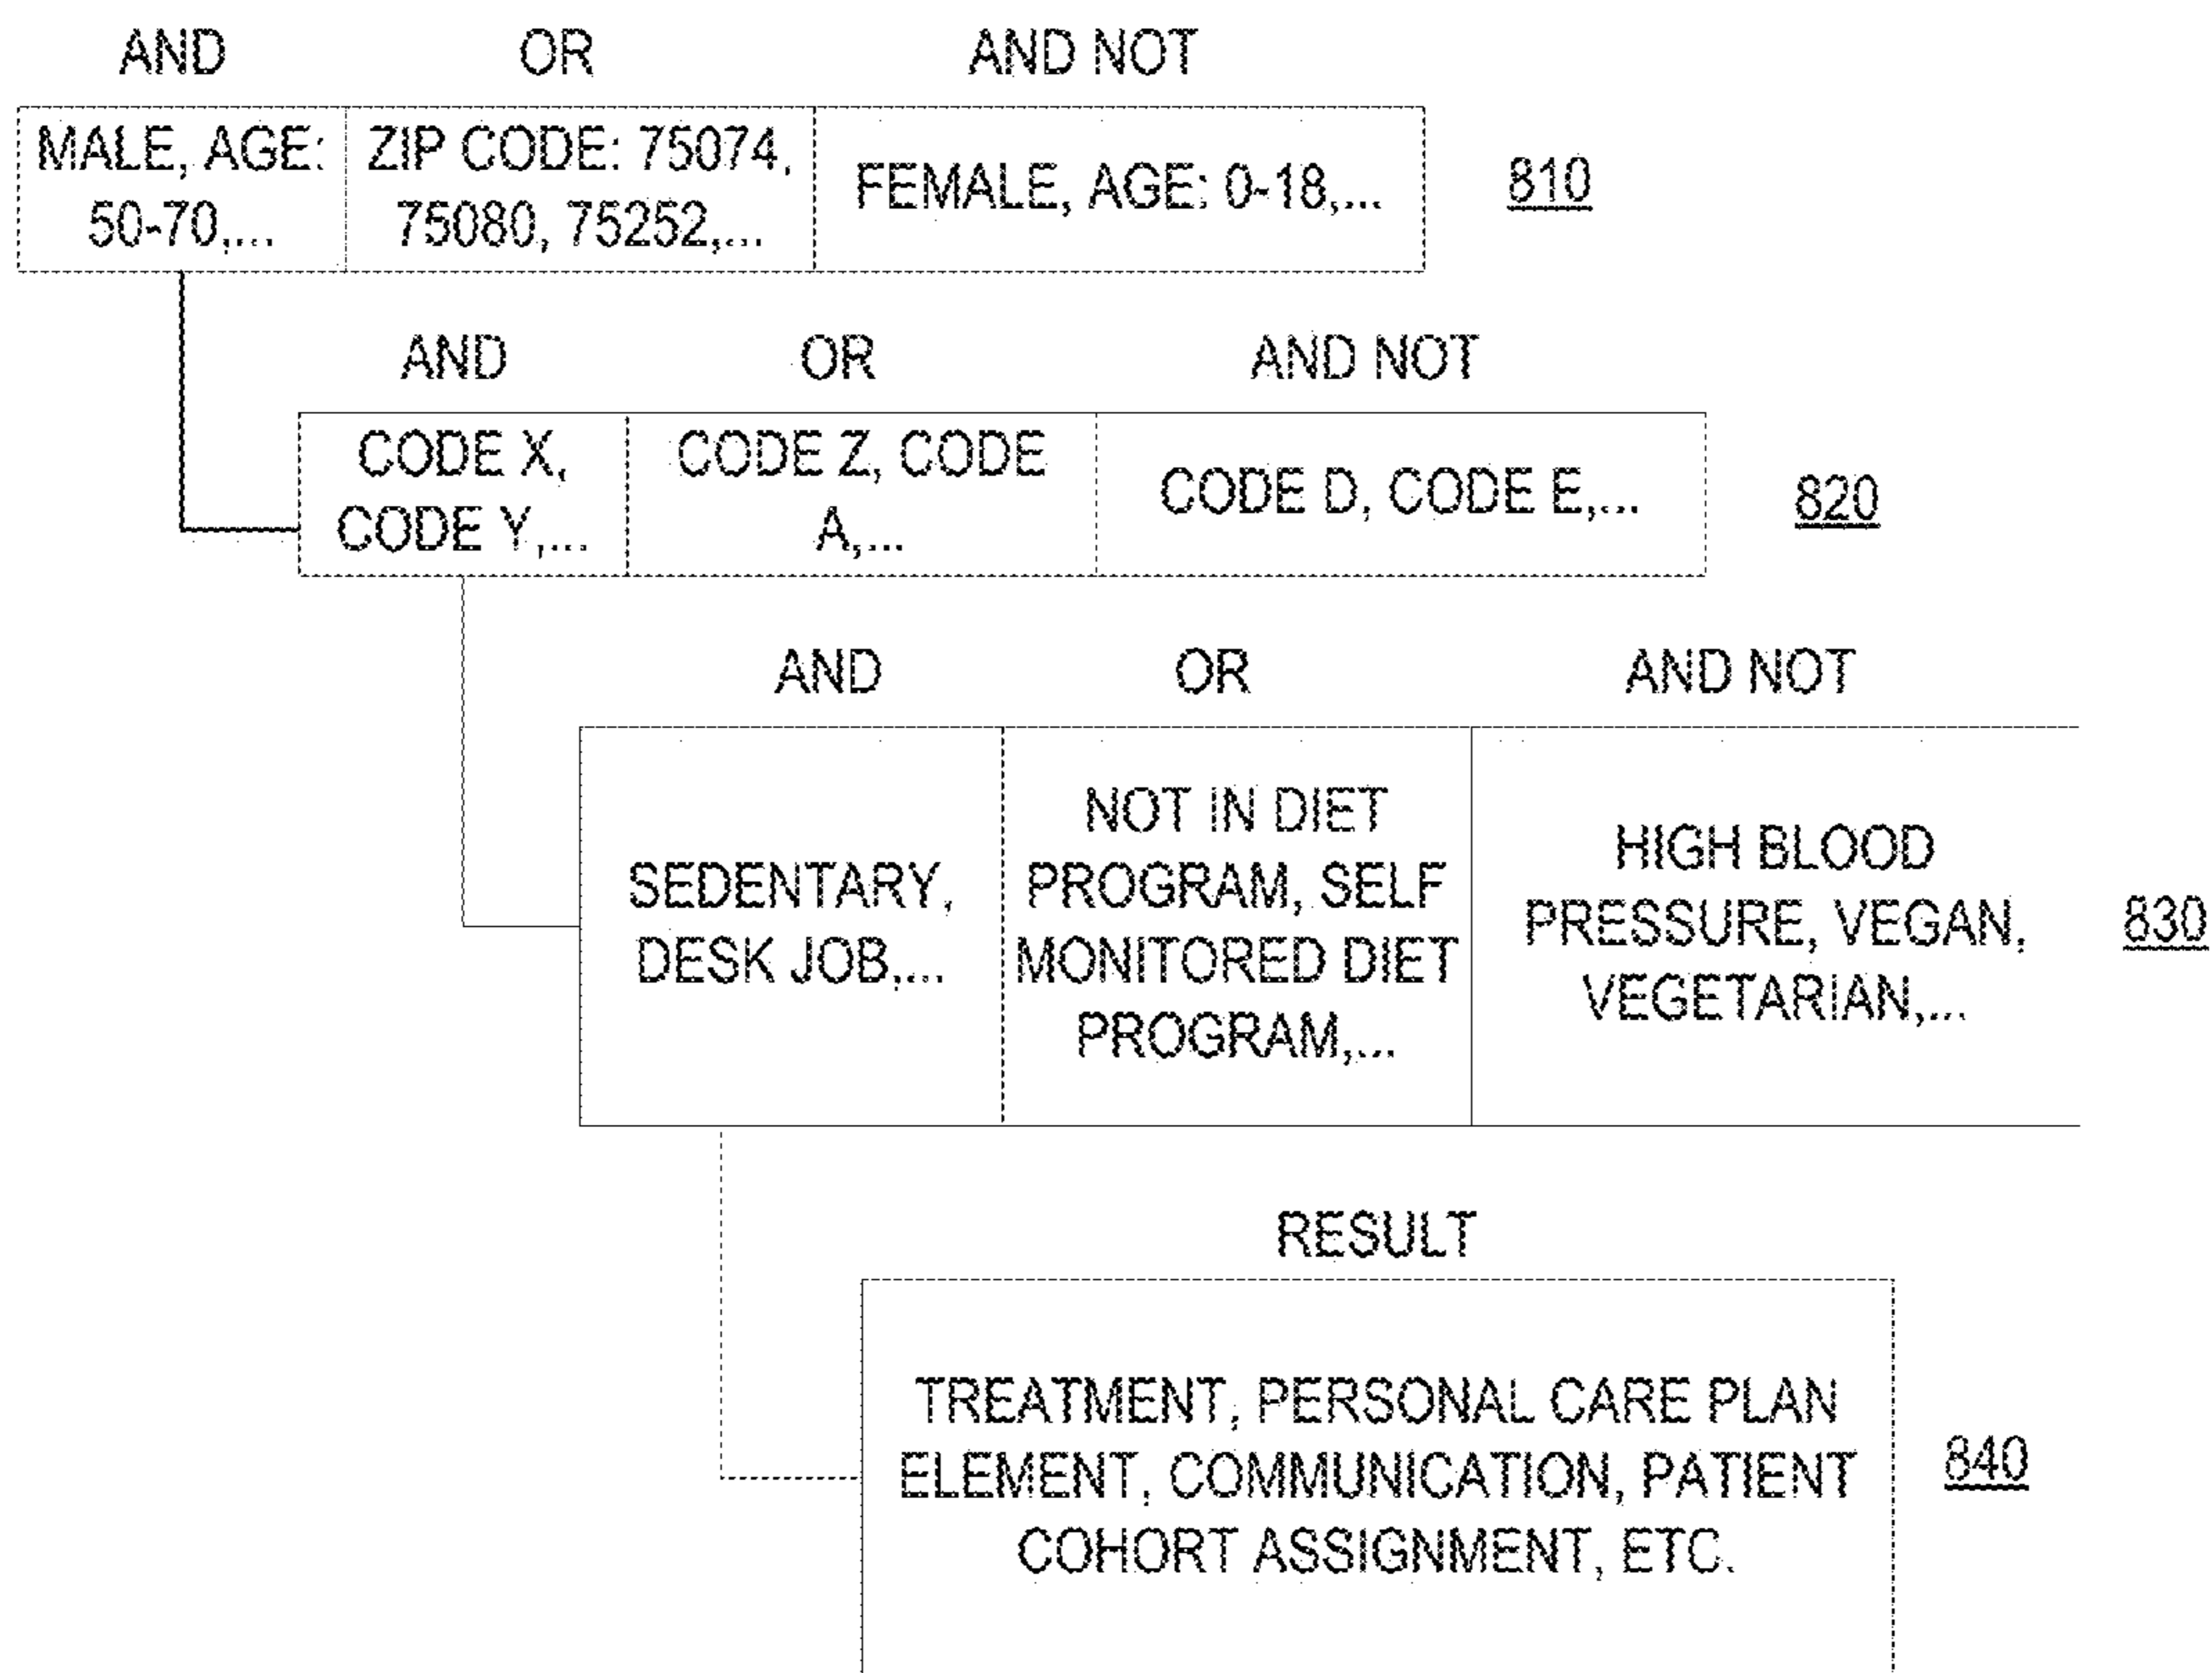 AND OR AND NOT
MALE, AGE: 50-70,...
ZIP CODE: 75074, 75080, 75252,...
FEMALE, AGE: 0-18,...
810
AND OR AND NOT
CODE X,
CODE Y,...
CODE Z, CODE
A,...
CODE D, CODE E,...
820
AND OR AND NOT
SEDENTARY,
DESK JOB,...
NOT IN DIET
PROGRAM, SELF
MONITORED DIET
PROGRAM,...
HIGH BLOOD
PRESSURE, VEGAN,
VEGETARIAN,...
830
RESULT
TREATMENT, PERSONAL CARE PLAN
ELEMENT, COMMUNICATION, PATIENT
COHORT ASSIGNMENT, ETC.
840